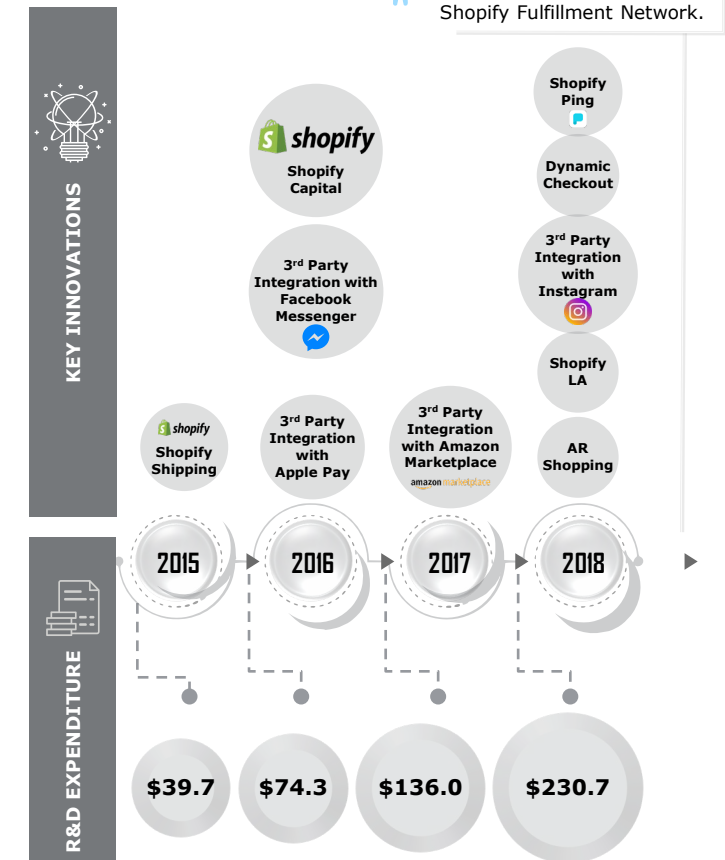 Shopify Fulfillment Network.
KEY INNOVATIONS
shopify
Shopify
Shipping
shopify
Shopify
Capital
3rd Party
Integration with
Facebook
Messenger
3rd Party
Integration
with
Apple Pay
3rd Party
Integration
with Amazon
Marketplace
amazon marketplace
Shopify
Ping
Dynamic
Checkout
3rd Party
Integration
with
Instagram
Shopify
LA
AR
Shopping
2015
2016
2017
2018
R&D EXPENDITURE
$39.7
$74.3
$136.0
$230.7